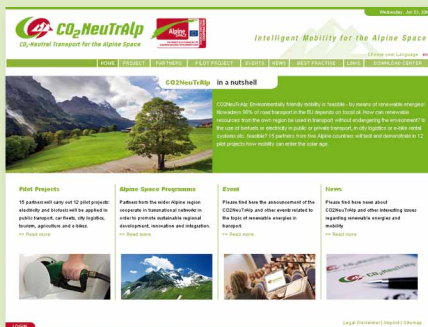 Wednesday, Jul 01,
CO2NeuTrAlp
CO2-Neutral Transport for the Alpine Space
Alpine Space
Intelligent Mobility for the Alpine Space
Choose your Language
HOME PROJECT PARTNERS PILOT PROJECT EVENTS NEWS BEST PRACTISE LINKS DOWNLOAD CENTER
CO2NeuTrAlp in a nutshell
CO2NeuTrAlp: Environmentally friendly mobility is feasible - by means of renewable energies!
Nowadays 98% of road transport in the EU depends on fossil oil. How can renewable
resources from the own region be used in transport without endangering the environment? Is
the use of biofuels or electricity in public or private transport, in city logistics or e-bike rental
systems etc. feasible? 15 partners from five Alpine countries will test and demonstrate in 12
pilot projects how mobility can enter the solar age.
Pilot Projects
15 partners will carry out 12 pilot projects:
electricity and biofuels will be applied in
public transport, car fleets, city logistics,
tourism, agriculture and e-bikes.
>> Read more
Alpine Space Programme
Partners from the wider Alpine region
cooperate in transnational networks in
order to promote sustainable regional
development, innovation and integration.
>> Read more
Event
Please find here the announcement of the
CO2NeuTrAlp and other events related to
the topic of renewable energies in
transport.
>> Read more
News
Please find here news about
CO2NeuTrAlp and other interesting issues
regarding renewable energies and
mobility
>> Read more
LOGIN
Legal Disclaimer | Imprint | Sitemap